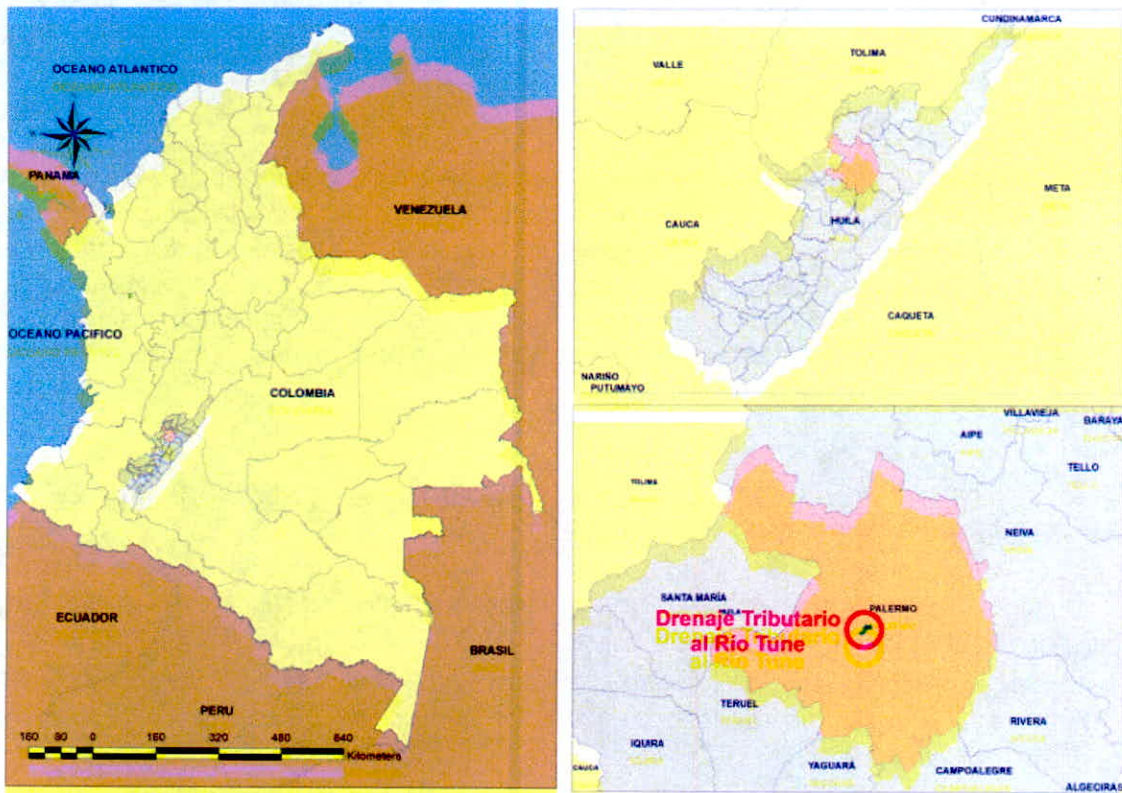 OCEANO ATLANTICO
PANAMA
VENEZUELA
OCEANO PACIFICO
COLOMBIA
ECUADOR
BRASIL
PERU
160 80 0 160 320 480 640
Kilometers
CUNDINAMARCA
TOLIMA
VALLE
META
CAUCA
HUILA
CAQUETA
NARIÑO
PUTUMAYO
VILLAVIEJA
BARAYA
AIPE
TELLO
TOLIMA
NEIVA
SANTA MARÍA
PALERMO
Drenaje Tributario
al Rio Tune
TERUEL
RIVERA
IQUIRA
YAGUARÁ
CAMPOALEGRE
CAUCA
ALGECIRAS